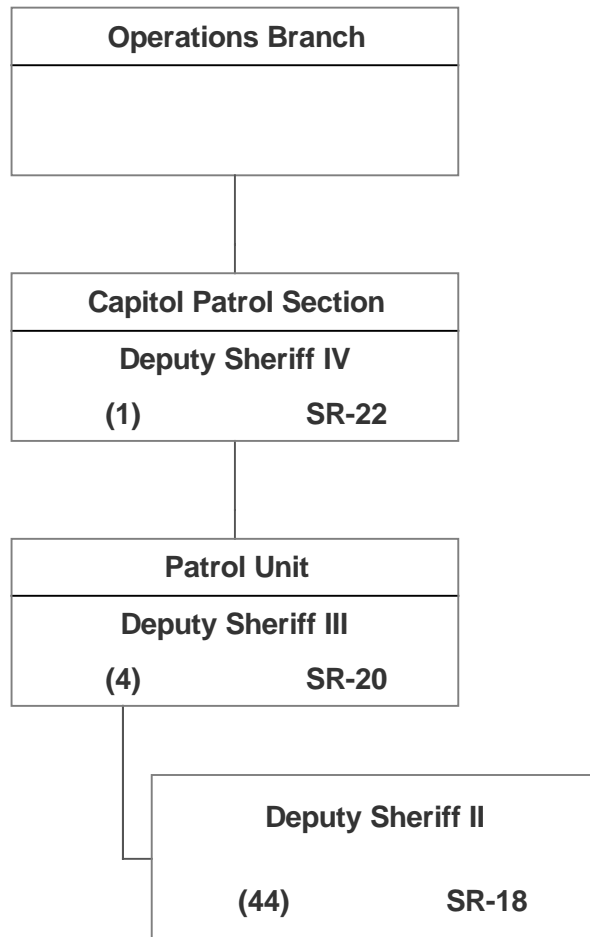 Operations Branch
Capitol Patrol Section
Deputy Sheriff IV
(1) SR-22
Patrol Unit
Deputy Sheriff III
(4) SR-20
Deputy Sheriff II
(44) SR-18